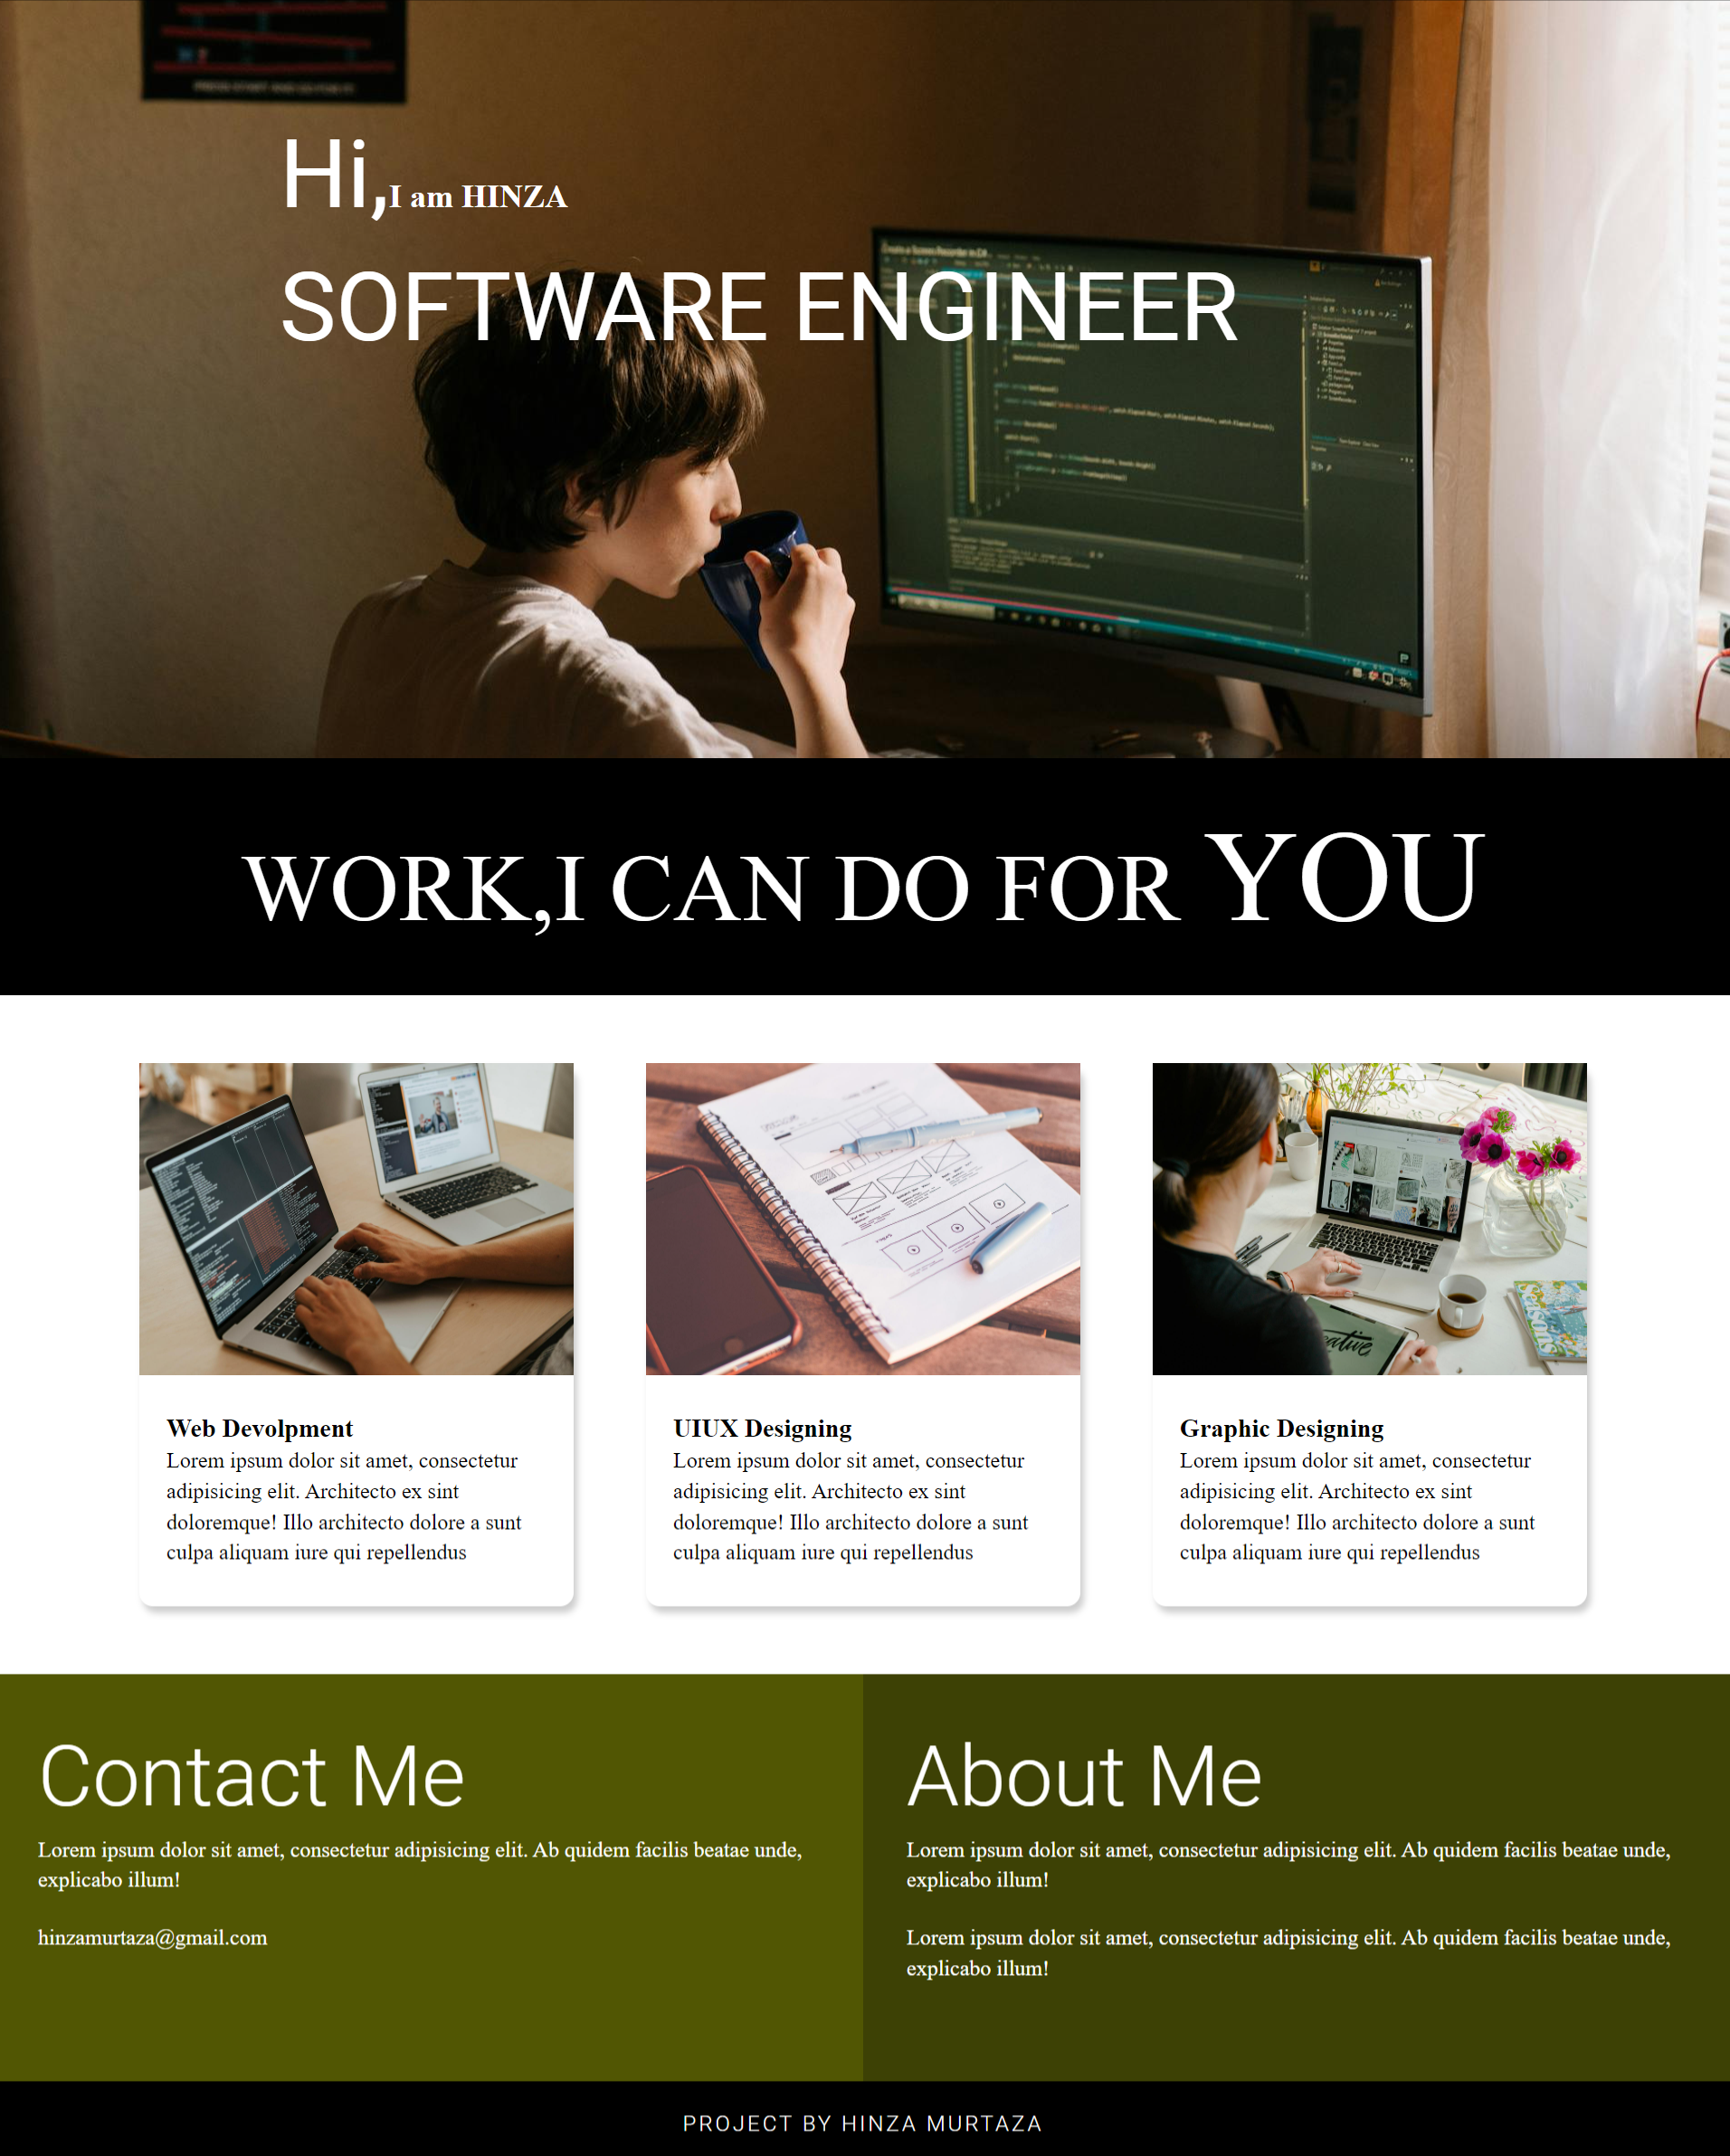 PRESS START AND GO FOR IT
Hi,I am HINZA
SOFTWARE ENGINEER
WORK,I CAN DO FOR YOU
Web Devolpment
Lorem ipsum dolor sit amet, consectetur
adipisicing elit. Architecto ex sint
doloremque! Illo architecto dolore a sunt
culpa aliquam iure qui repellendus
UIUX Designing
Lorem ipsum dolor sit amet, consectetur
adipisicing elit. Architecto ex sint
doloremque! Illo architecto dolore a sunt
culpa aliquam iure qui repellendus
Graphic Designing
Lorem ipsum dolor sit amet, consectetur
adipisicing elit. Architecto ex sint
doloremque! Illo architecto dolore a sunt
culpa aliquam iure qui repellendus
Contact Me
Lorem ipsum dolor sit amet, consectetur adipisicing elit. Ab quidem facilis beatae unde,
explicabo illum!
hinzamurtaza@gmail.com
About Me
Lorem ipsum dolor sit amet, consectetur adipisicing elit. Ab quidem facilis beatae unde,
explicabo illum!
Lorem ipsum dolor sit amet, consectetur adipisicing elit. Ab quidem facilis beatae unde,
explicabo illum!
PROJECT BY HINZA MURTAZA